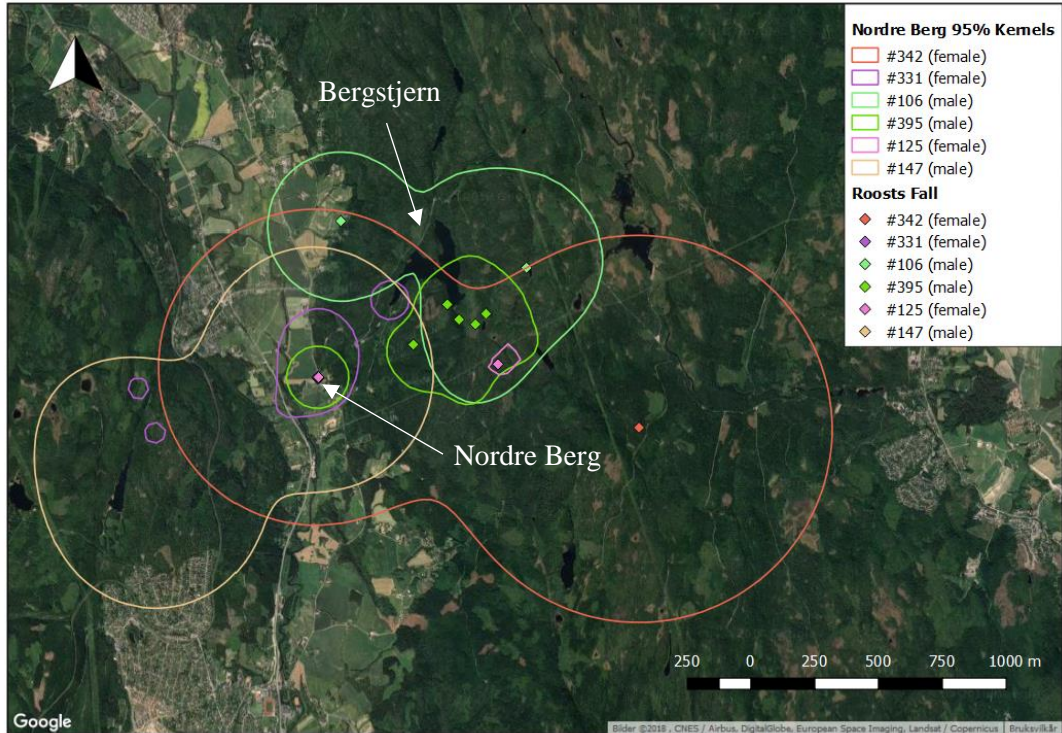 Nordre Berg 95% Kernels
#342 (female)
#331 (female)
#106 (male)
#395 (male)
#125 (female)
#147 (male)
Roosts Fall
#342 (female)
#331 (female)
#106 (male)
#395 (male)
#125 (female)
#147 (male)
Bergstjern
Nordre Berg
250 0 250 500 750 1000 m
Google
Bilder ©2018 , CNES / Airbus, DigitalGlobe, European Space Imaging, Landsat / Copernicus Bruksvilkår